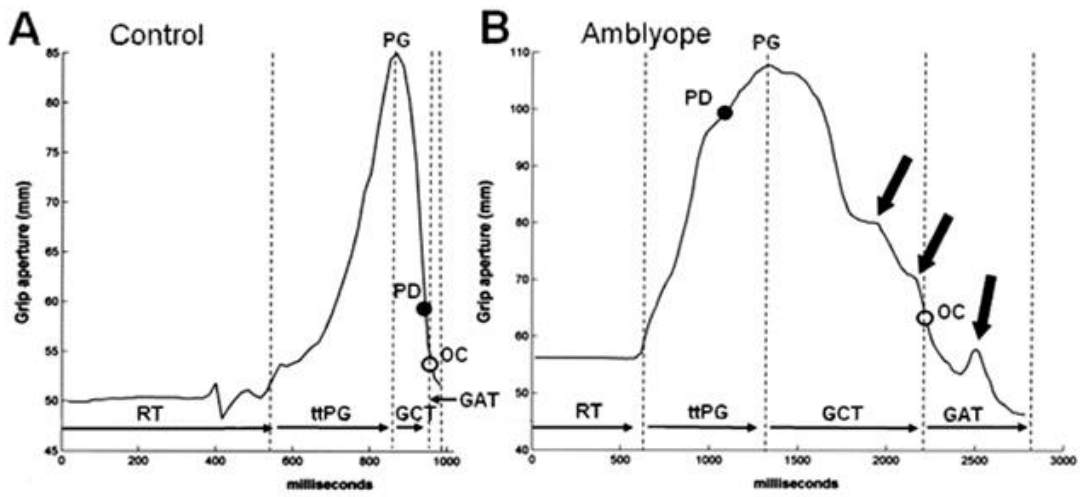 A Control
PG
85
80
75
70
65
60
55
50
45
Grip aperture (mm)
PD
OC
GAT
RT
ttPG
GCT
0
200
400
600
800
1000
milliseconds
B Amblyope
PG
110
100
90
80
70
60
50
40
Grip aperture (mm)
PD
OC
RT
ttPG
GCT
GAT
0
500
1000
1500
2000
2500
3000
milliseconds